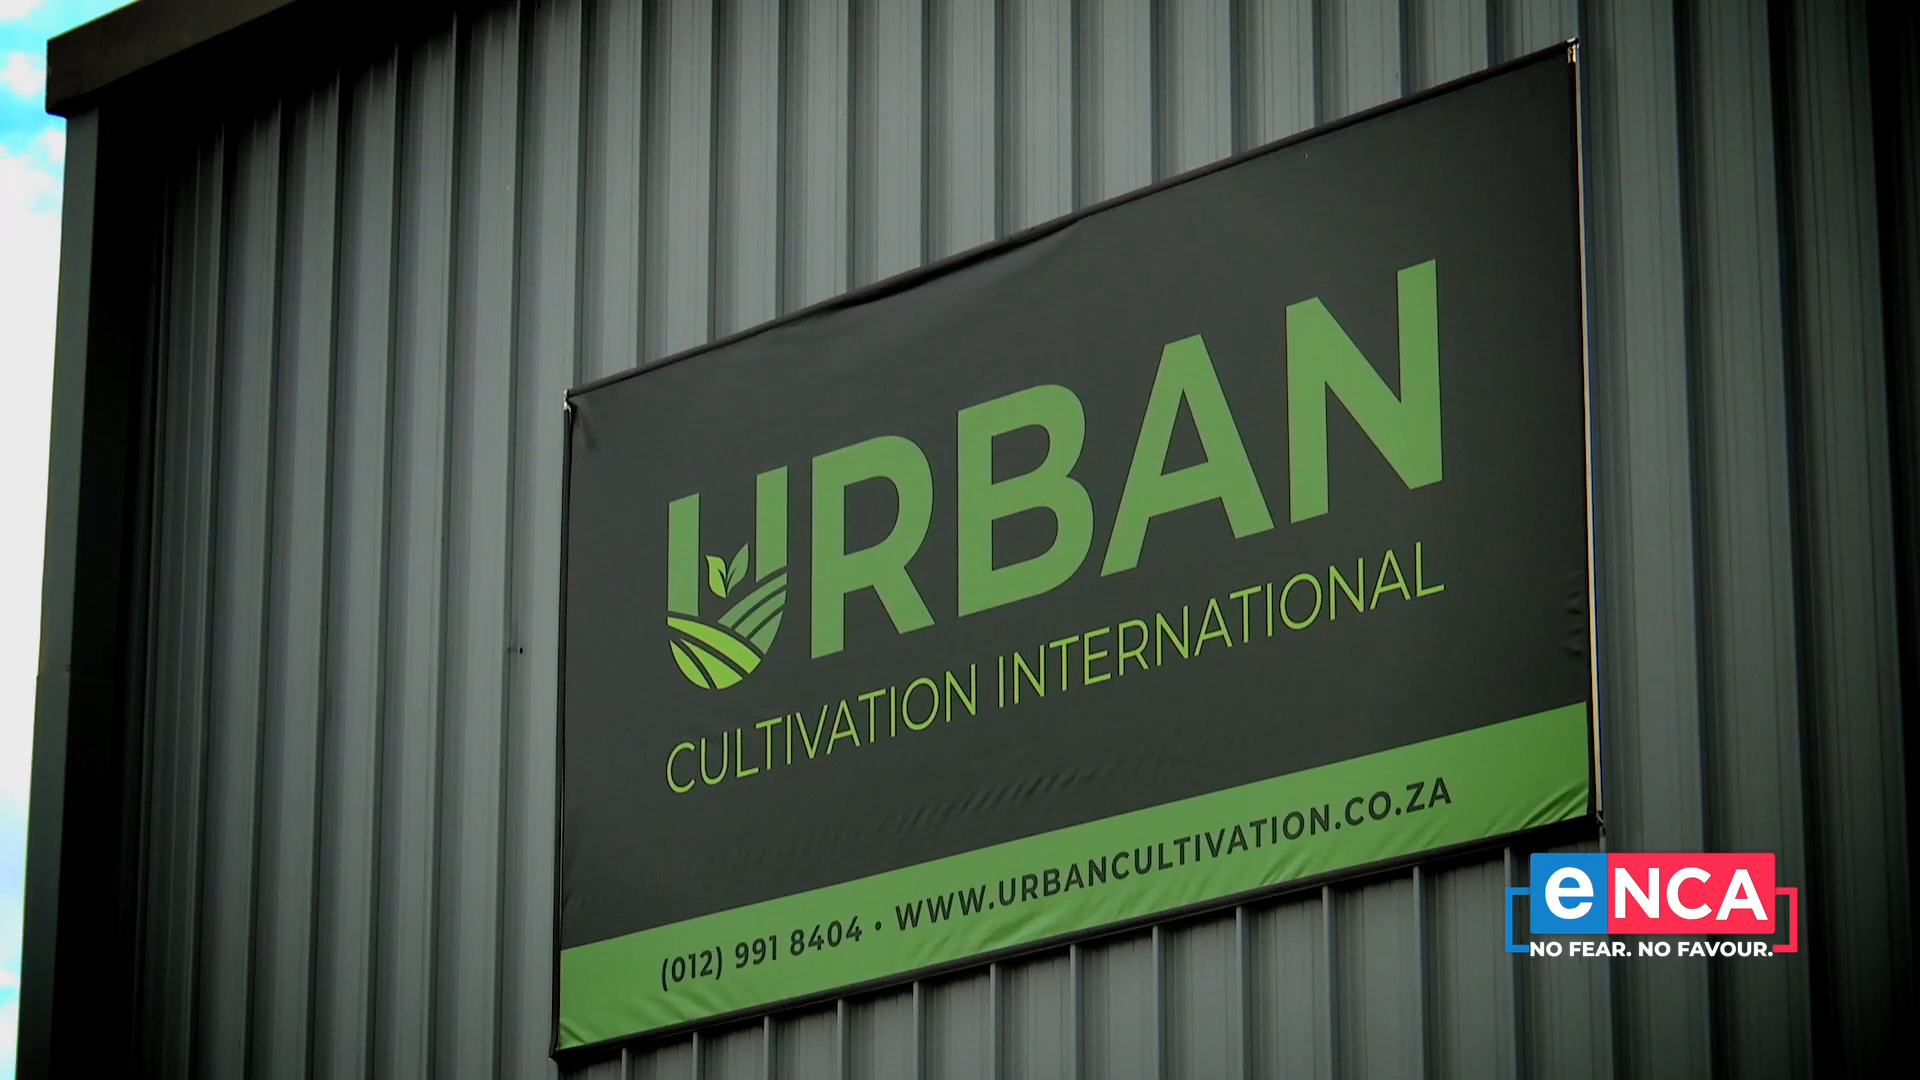 URBAN
CULTIVATION INTERNATIONAL
(012) 991 8404 • WWW.URBANCULTIVATION.CO.ZA
eNCA
NO FEAR. NO FAVOUR.